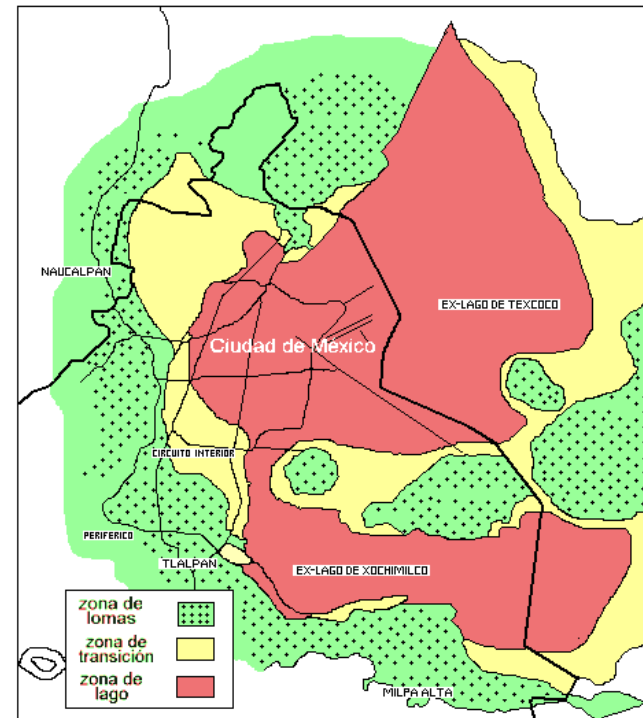 NAUCALPAN
EX-LAGO DE TEXCOCO
Ciudad de México
CIRCUITO INTERIOR
PERIFERICO
TLALPAN
EX-LAGO DE XOCHIMILCO
MILPA ALTA
zona de
lomas
zona de
transición
zona de
lago